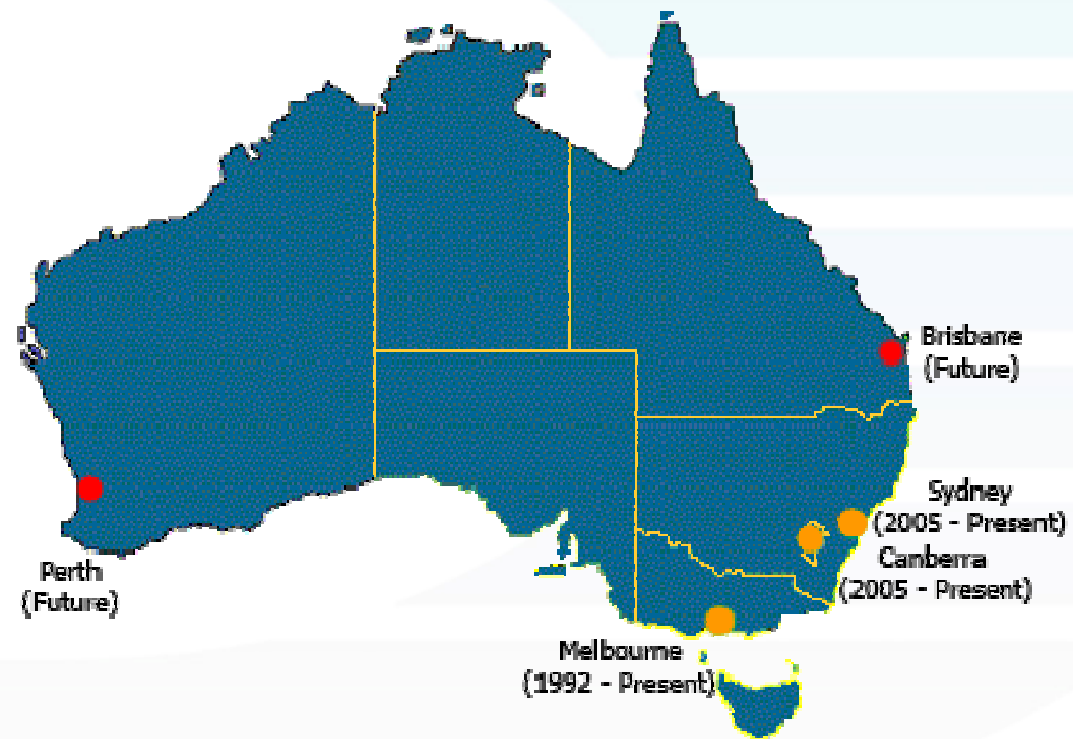 Brisbane
(Future)
Sydney
(2005 - Present)
Canberra
(2005 - Present)
Perth
(Future)
Melbourne
(1992 - Present)